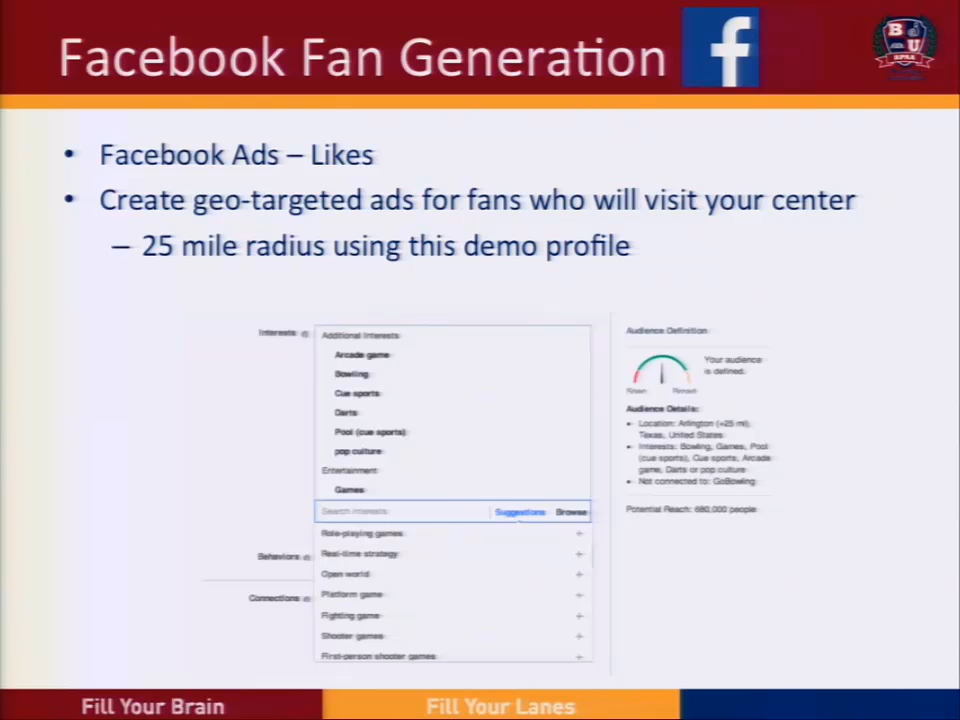 Facebook Fan Generation
f
B U
• Facebook Ads – Likes
• Create geo-targeted ads for fans who will visit your center
– 25 mile radius using this demo profile
Interests
Additional Interests
Arcade game
Bowling
Cue sports
Darts
Pool (cue sports)
pop culture
Entertainment
Games
Search interests
Suggestions
Browse
Role-playing games +
Real-time strategy +
Open world +
Platform game +
Fighting game +
Shooter games +
First-person shooter games +
Behaviors
Connections
Audience Definition
Your audience
is defined.
Audience Details:
• Location: Arlington (+25 mi),
Texas, United States
• Interests: Bowling, Games, Pool
(cue sports), Cue sports, Arcade
game, Darts or pop culture
• Not connected to: GoBowling
Potential Reach: 680,000 people
Fill Your Brain
Fill Your Lanes